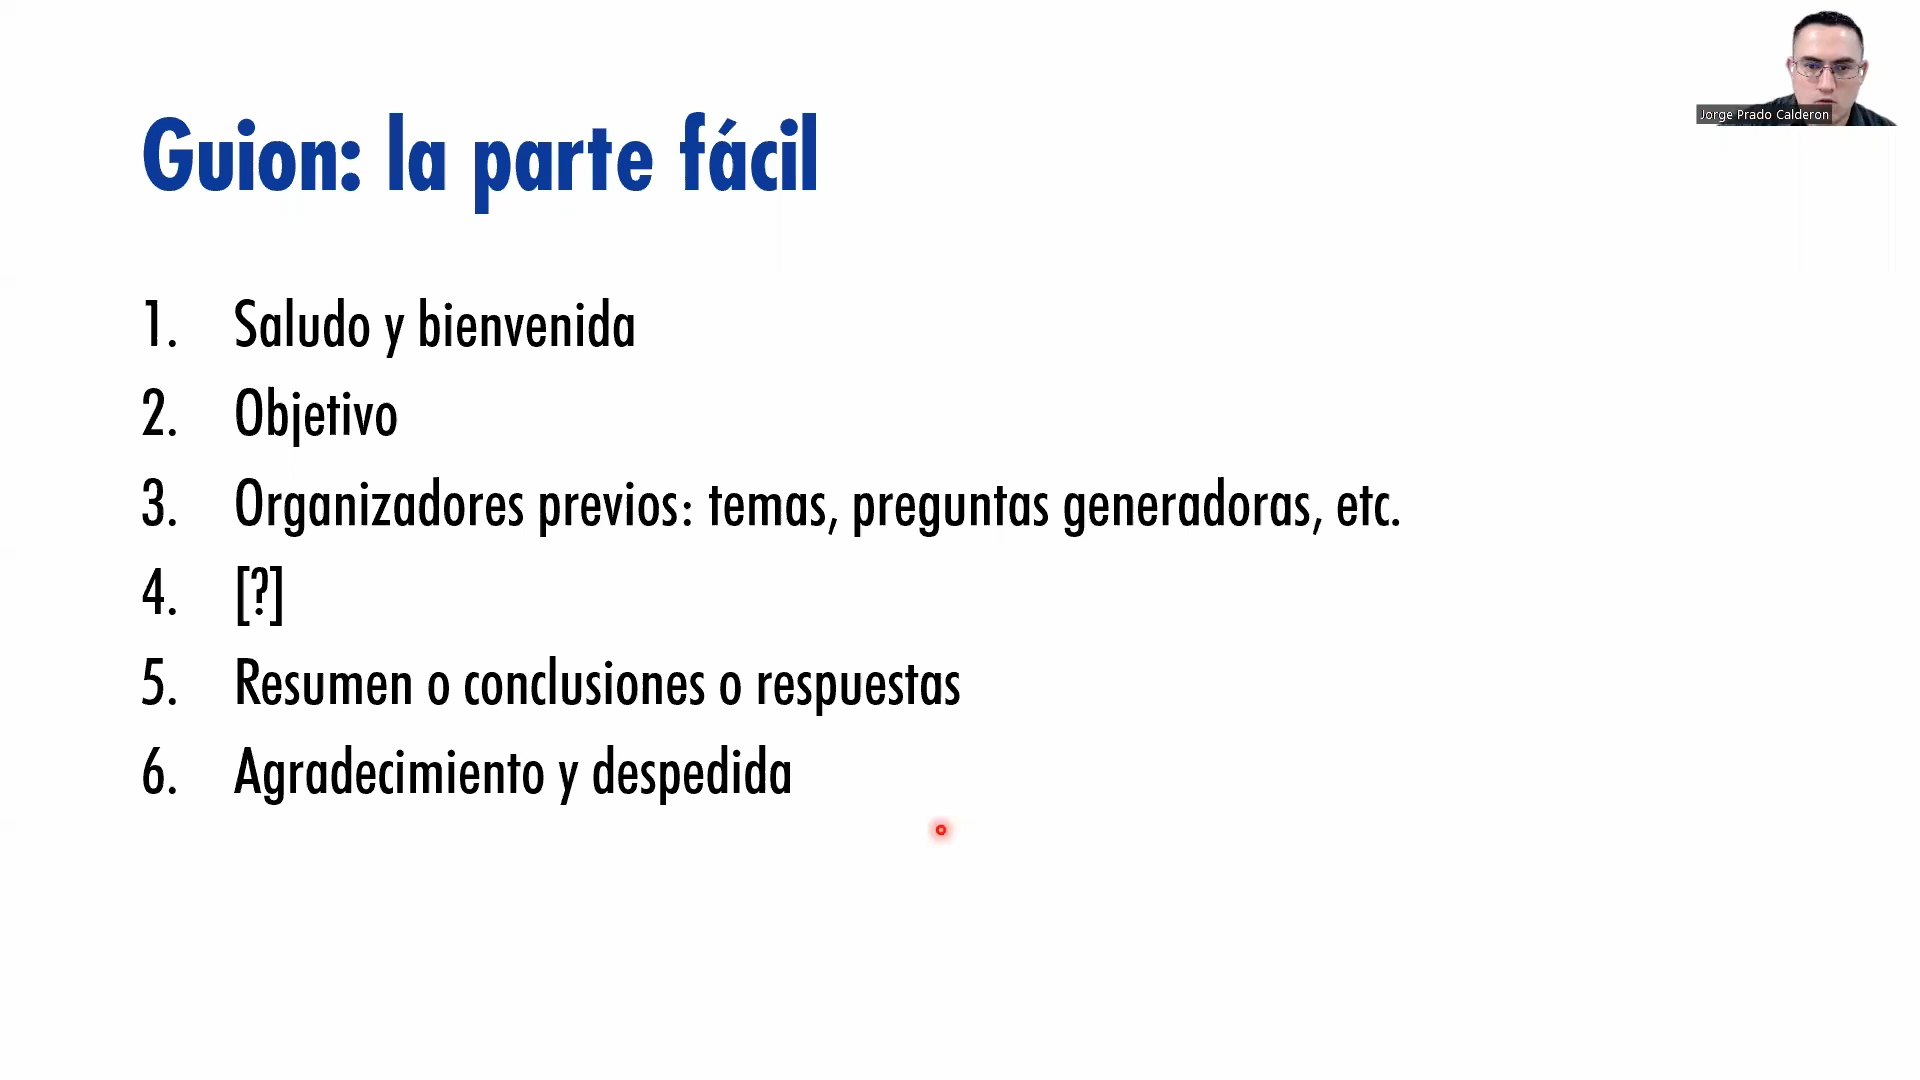 Jorge Prado Calderon
Guion: la parte fácil
1. Saludo y bienvenida
2. Objetivo
3. Organizadores previos: temas, preguntas generadoras, etc.
4. [?]
5. Resumen o conclusiones o respuestas
6. Agradecimiento y despedida